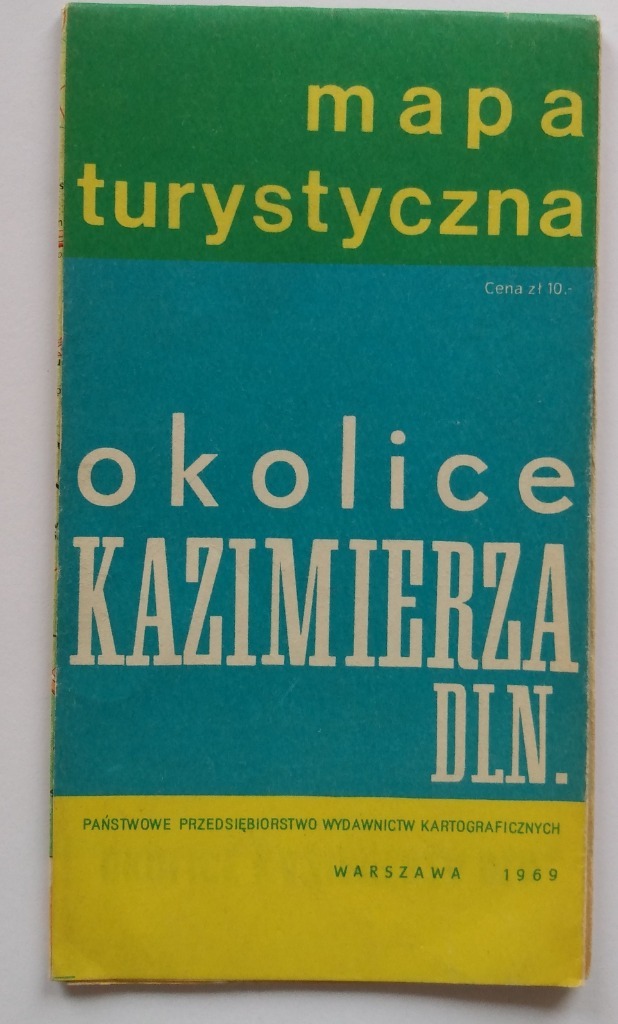 mapa
turystyczna
Cena zł 10.-
okolice
KAZIMIERZA
DLN.
PAŃSTWOWE PRZEDSIĘBIORSTWO WYDAWNICTW KARTOGRAFICZNYCH
WARSZAWA 1969